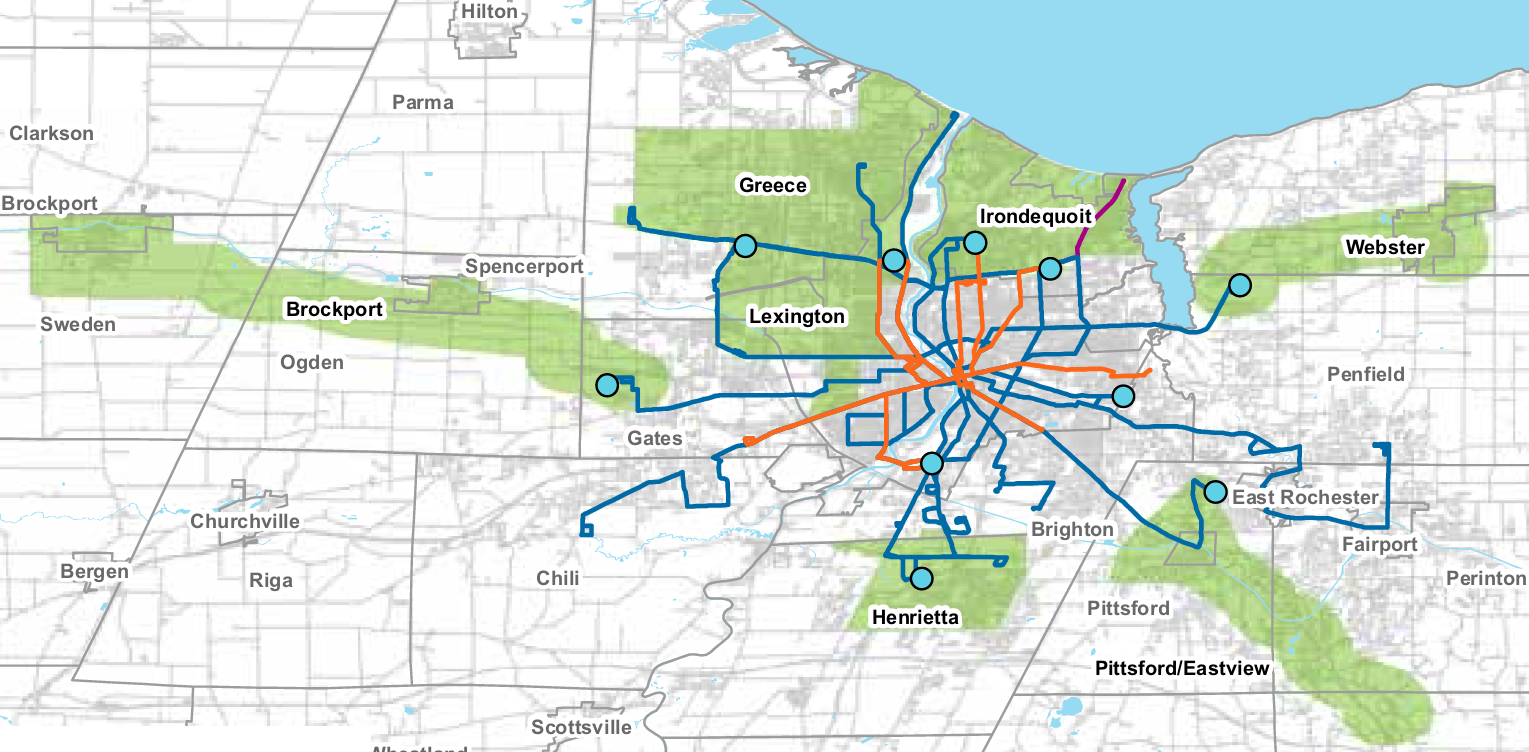 Hilton
Parma
Clarkson
Greece
Brockport
Irondequoit
Webster
Spencerport
Brockport
Lexington
Sweden
Ogden
Penfield
Gates
East Rochester
Churchville
Brighton
Fairport
Bergen
Riga
Chili
Perinton
Henrietta
Pittsford
Pittsford/Eastview
Scottsville
Wheatland